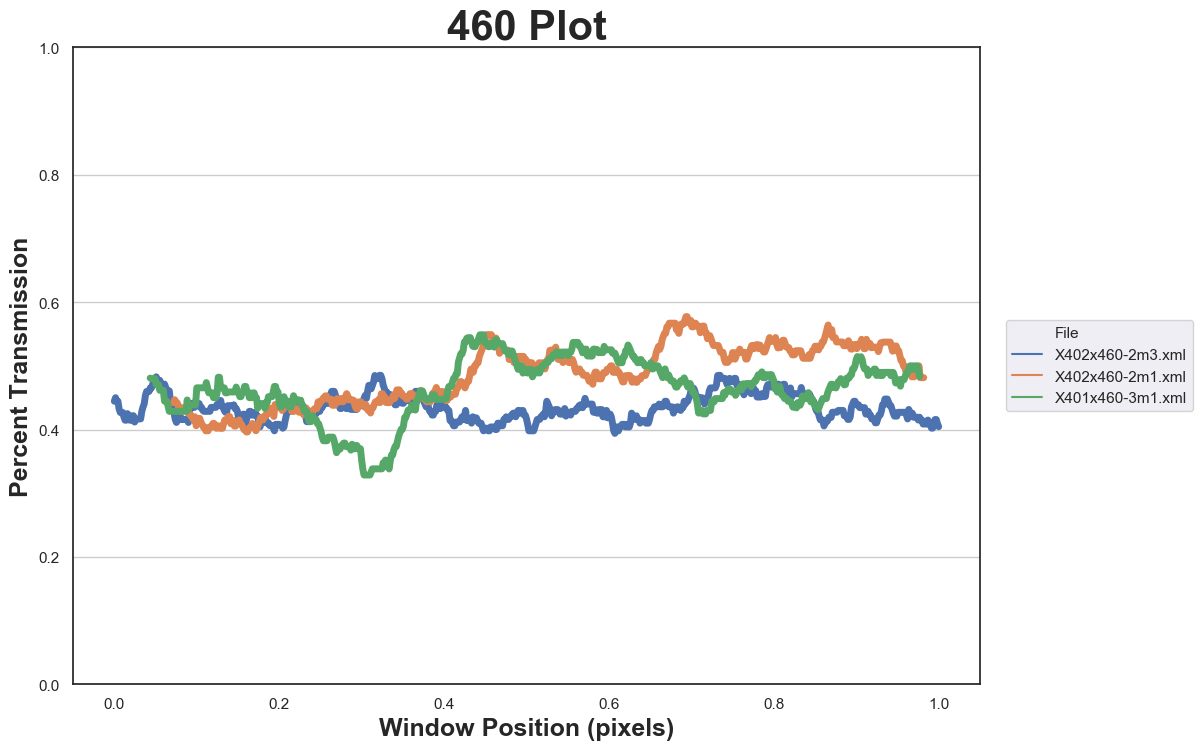 460 Plot
Percent Transmission
1.0
0.8
0.6
0.4
0.2
0.0
0.0 0.2 0.4 0.6 0.8 1.0
Window Position (pixels)
File
X402x460-2m3.xml
X402x460-2m1.xml
X401x460-3m1.xml